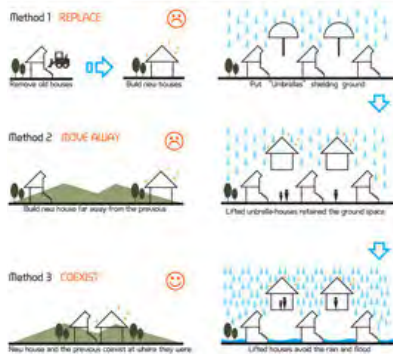 Method 1 REPLACE
Remove old houses
Build new houses
Put "Umbrellas" shielding ground
Method 2 MOVE AWAY
Build new house far away from the previous
Lifted unbrella-houses retained the ground space
Method 3 COEXIST
New house and the previous coexist at where they were
Lifted houses avoid the rain and flood